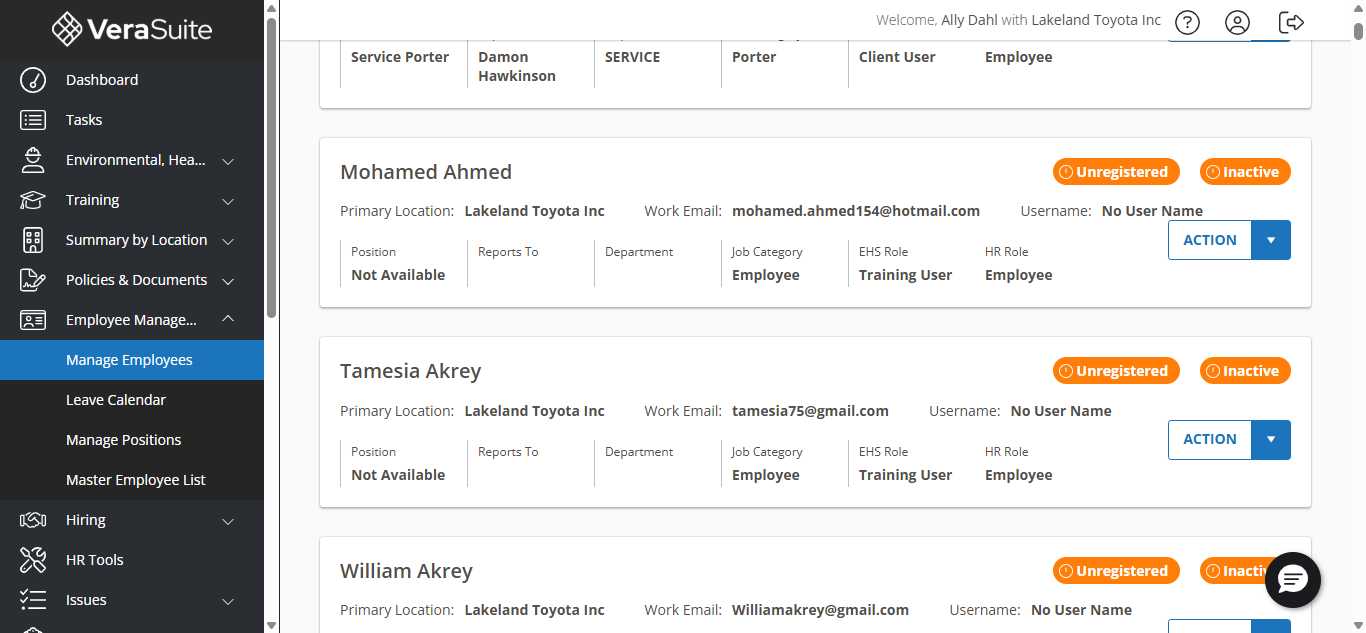 VeraSuite
Welcome, Ally Dahl with Lakeland Toyota Inc
Dashboard
Tasks
Environmental, Hea...
Training
Summary by Location
Policies & Documents
Employee Manage...
Manage Employees
Leave Calendar
Manage Positions
Master Employee List
Hiring
HR Tools
Issues
Service Porter Damon Hawkinson SERVICE Porter Client User Employee
Mohamed Ahmed Unregistered Inactive
Primary Location: Lakeland Toyota Inc Work Email: mohamed.ahmed154@hotmail.com Username: No User Name
ACTION
Position Reports To Department Job Category EHS Role HR Role
Not Available Employee Training User Employee
Tamesia Akrey Unregistered Inactive
Primary Location: Lakeland Toyota Inc Work Email: tamesia75@gmail.com Username: No User Name
ACTION
Position Reports To Department Job Category EHS Role HR Role
Not Available Employee Training User Employee
William Akrey Unregistered Inactiv
Primary Location: Lakeland Toyota Inc Work Email: Williamakrey@gmail.com Username: No User Name